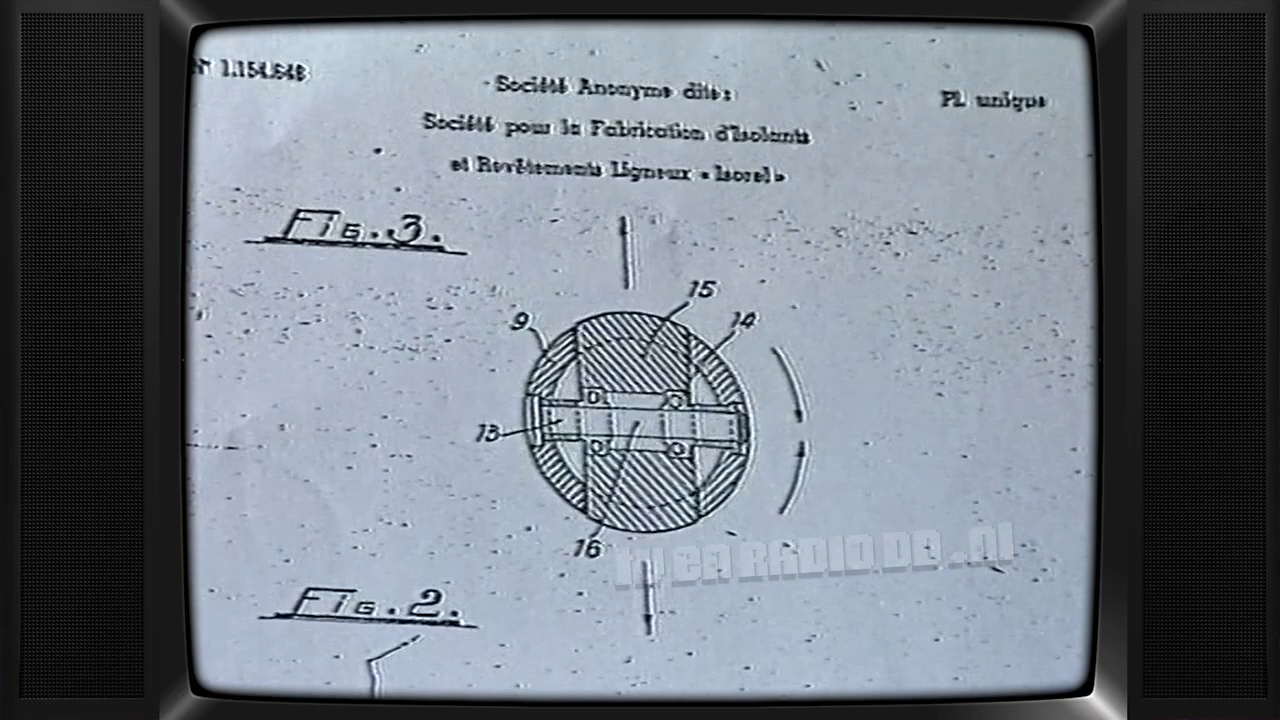 N° 1.154.648
Société Anonyme dite :
Pl. unique
Société pour la Fabrication d'Isolants
et Revêtements Ligneux « Isorel »
Fig. 3.
15
9
14
13
16
Fig. 2.